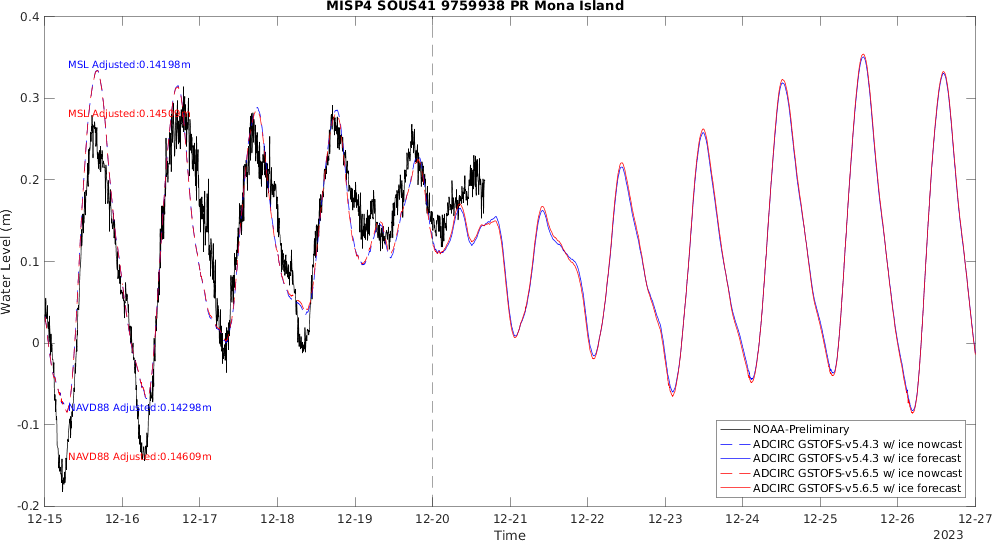 MISP4 SOUS41 9759938 PR Mona Island
0.4
0.3
0.2
0.1
0
-0.1
-0.2
Water Level (m)
MSL Adjusted:0.14198m
MSL Adjusted:
NAVD88 Adjusted:0.14298m
NAVD88 Adjusted:0.14609m
NOAA-Preliminary
ADCIRC GSTOFS-v5.4.3 w/ ice nowcast
ADCIRC GSTOFS-v5.4.3 w/ ice forecast
ADCIRC GSTOFS-v5.6.5 w/ ice nowcast
ADCIRC GSTOFS-v5.6.5 w/ ice forecast
12-15 12-16 12-17 12-18 12-19 12-20 12-21 12-22 12-23 12-24 12-25 12-26 12-27
Time
2023